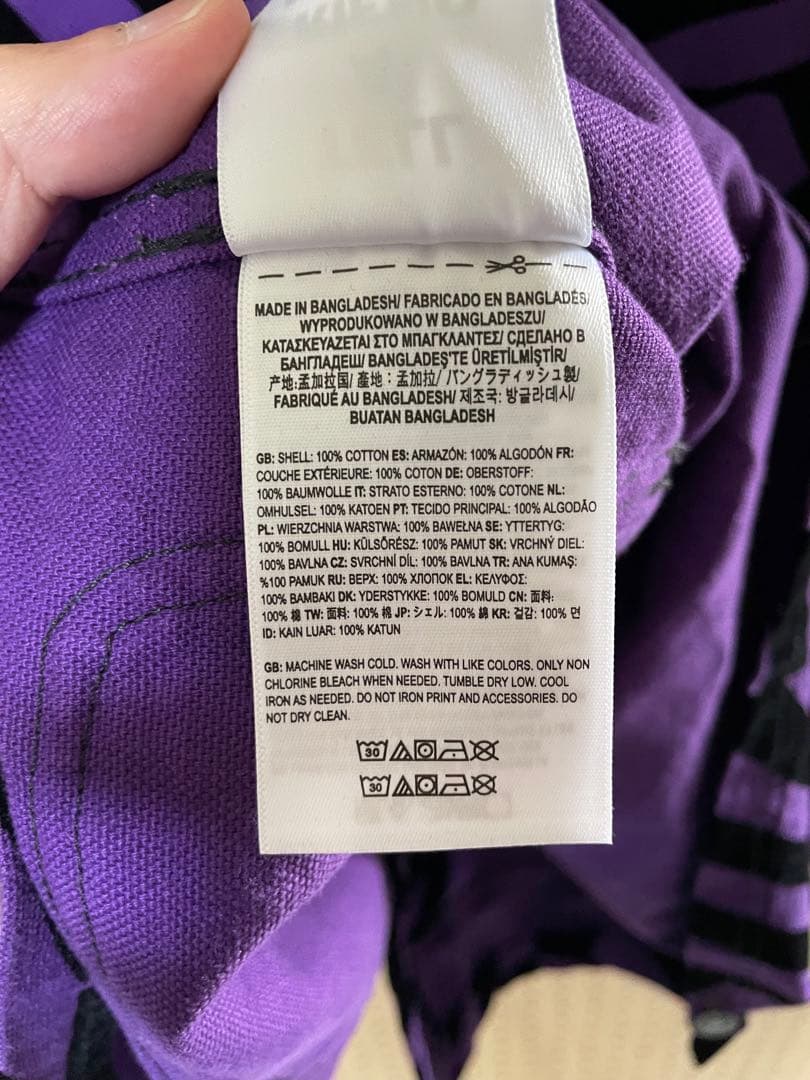 MADE IN BANGLADESH/ FABRICADO EN BANGLADÉS/
WYPRODUKOWANO W BANGLADESZU/
ΚΑΤΑΣΚΕΥΑΖΕΤΑΙ ΣΤΟ ΜΠΑΓΚΛΑΝΤΕΣ/ СДЕЛАНО В
БАНГЛАДЕШ/ BANGLADEŞ'TE ÜRETİLMİŞTİR/
产地:孟加拉国/ 產地：孟加拉/ バングラディッシュ製/
FABRIQUÉ AU BANGLADESH/ 제조국: 방글라데시/
BUATAN BANGLADESH
GB: SHELL: 100% COTTON ES: ARMAZÓN: 100% ALGODÓN FR:
COUCHE EXTÉRIEURE: 100% COTON DE: OBERSTOFF:
100% BAUMWOLLE IT: STRATO ESTERNO: 100% COTONE NL:
OMHULSEL: 100% KATOEN PT: TECIDO PRINCIPAL: 100% ALGODÃO
PL: WIERZCHNIA WARSTWA: 100% BAWEŁNA SE: YTTERTYG:
100% BOMULL HU: KÜLSŐRÉSZ: 100% PAMUT SK: VRCHNÝ DIEL:
100% BAVLNA CZ: SVRCHNÍ DÍL: 100% BAVLNA TR: ANA KUMAŞ:
%100 PAMUK RU: ВЕРХ: 100% ХЛОПОК EL: ΚΕΛΥΦΟΣ:
100% ΒΑΜΒΑΚΙ DK: YDERSTYKKE: 100% BOMULD CN: 面料:
100% 棉 TW: 面料: 100% 棉 JP: シェル: 100% 綿 KR: 겉감: 100% 면
ID: KAIN LUAR: 100% KATUN
GB: MACHINE WASH COLD. WASH WITH LIKE COLORS. ONLY NON
CHLORINE BLEACH WHEN NEEDED. TUMBLE DRY LOW. COOL
IRON AS NEEDED. DO NOT IRON PRINT AND ACCESSORIES. DO
NOT DRY CLEAN.
30
30